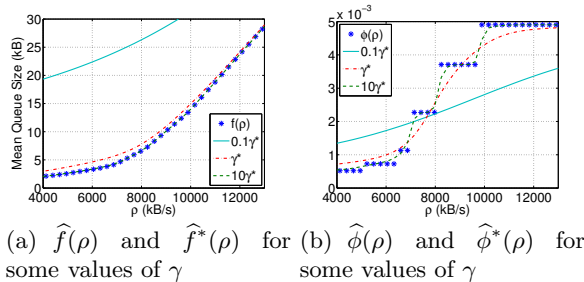 30
25
20
15
10
5
0
Mean Queue Size (kB)
4000 6000 8000 10000 12000
ρ (kB/s)
f(ρ)
0.1γ*
γ*
10γ*
5 x 10⁻³
4
3
2
1
0
4000 6000 8000 10000 12000
ρ (kB/s)
ϕ(ρ)
0.1γ*
γ*
10γ*
(a) f̂(ρ) and f̂*(ρ) for some values of γ
(b) ϕ̂(ρ) and ϕ̂*(ρ) for some values of γ